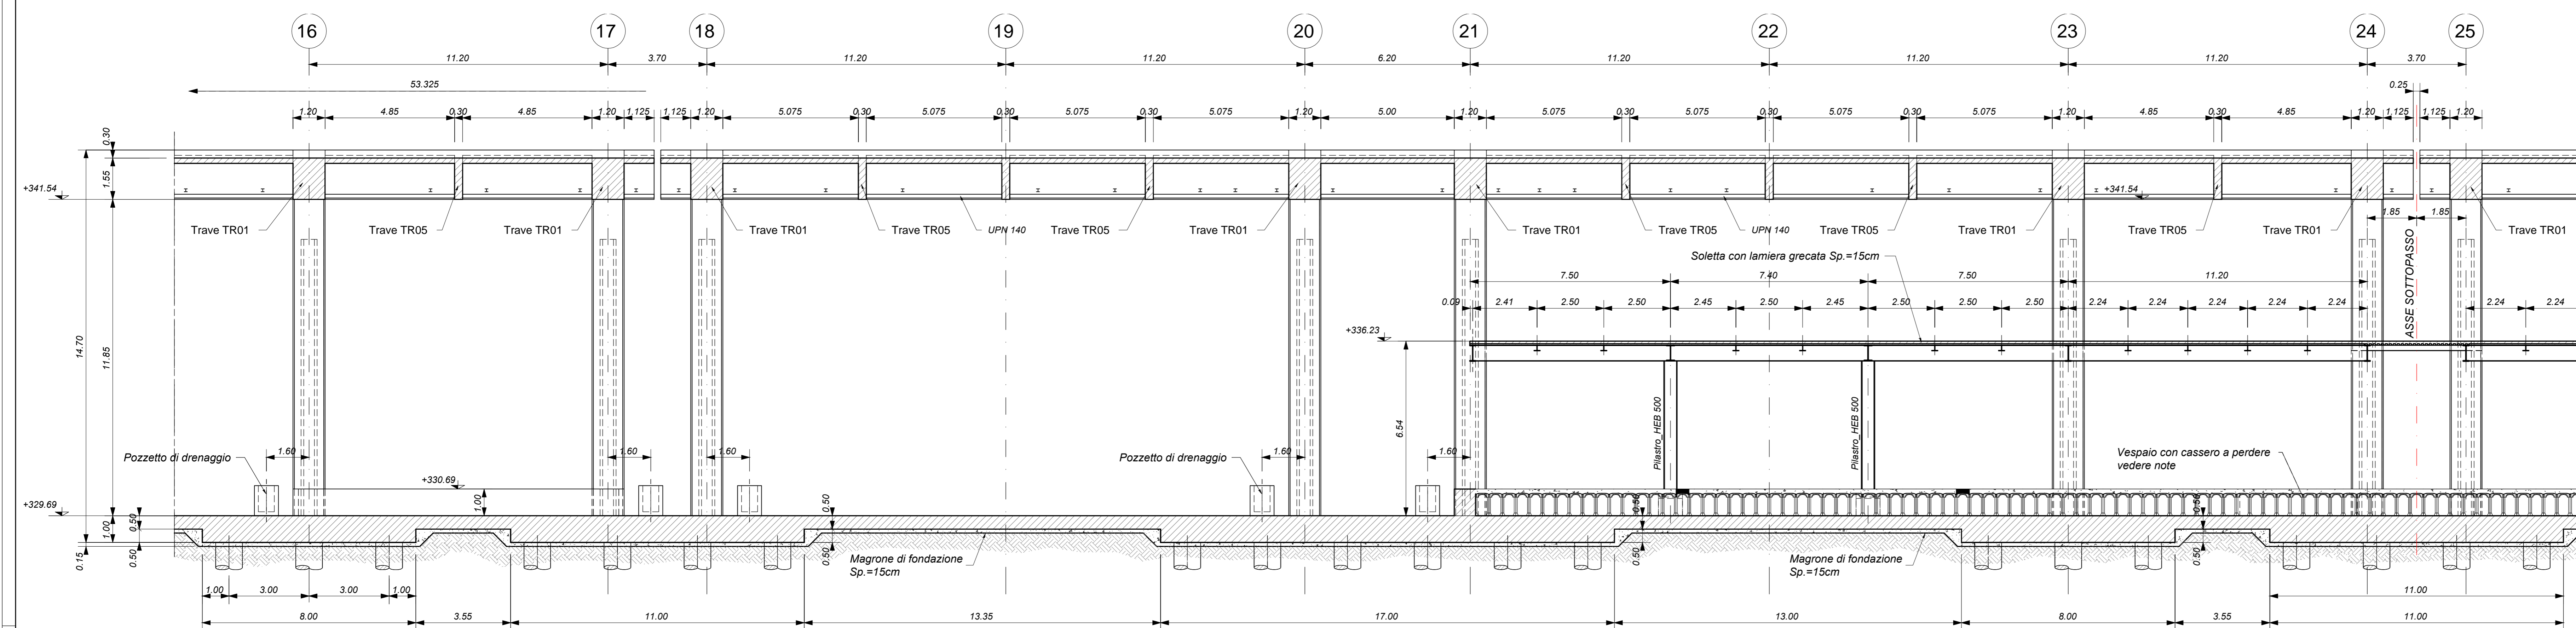 16 17 18 19 20 21 22 23 24 25
11.20 3.70 11.20 11.20 6.20 11.20 11.20 11.20 3.70
53.325 0.25
1.20 4.85 0.30 4.85 1.20 1,125 1,125 1.20 5.075 0.30 5.075 0.30 5.075 0.30 5.075 1.20 5.00 1.20 5.075 0.30 5.075 0.30 5.075 0.30 5.075 1.20 4.85 0.30 4.85 1.20 1,125 1,125 1.20
0.30
1.55
+341.54 +341.54
1.85 1.85
Trave TR01 Trave TR05 Trave TR01 Trave TR01 Trave TR05 UPN 140 Trave TR05 Trave TR01 Trave TR01 Trave TR05 UPN 140 Trave TR05 Trave TR01 Trave TR05 Trave TR01 Trave TR01
ASSE SOTTOPASSO
Soletta con lamiera grecata Sp.=15cm
7.50 7.40 7.50 11.20
0.09 2.41 2.50 2.50 2.45 2.50 2.45 2.50 2.50 2.50 2.24 2.24 2.24 2.24 2.24 2.24 2.24
+336.23
14.70
11.85
6.54
Pilastro_HEB 500 Pilastro_HEB 500
Pozzetto di drenaggio 1.60 1.60 1.60 Pozzetto di drenaggio 1.60 1.60
Vespaio con cassero a perdere
vedere note
+330.69 1.00 0.50 0.50 0.50
+329.69
1.00 0.50
0.15 0.50 0.50 0.50 0.50
Magrone di fondazione
Sp.=15cm
Magrone di fondazione
Sp.=15cm
1.00 3.00 3.00 1.00 11.00
8.00 3.55 11.00 13.35 17.00 13.00 8.00 3.55 11.00